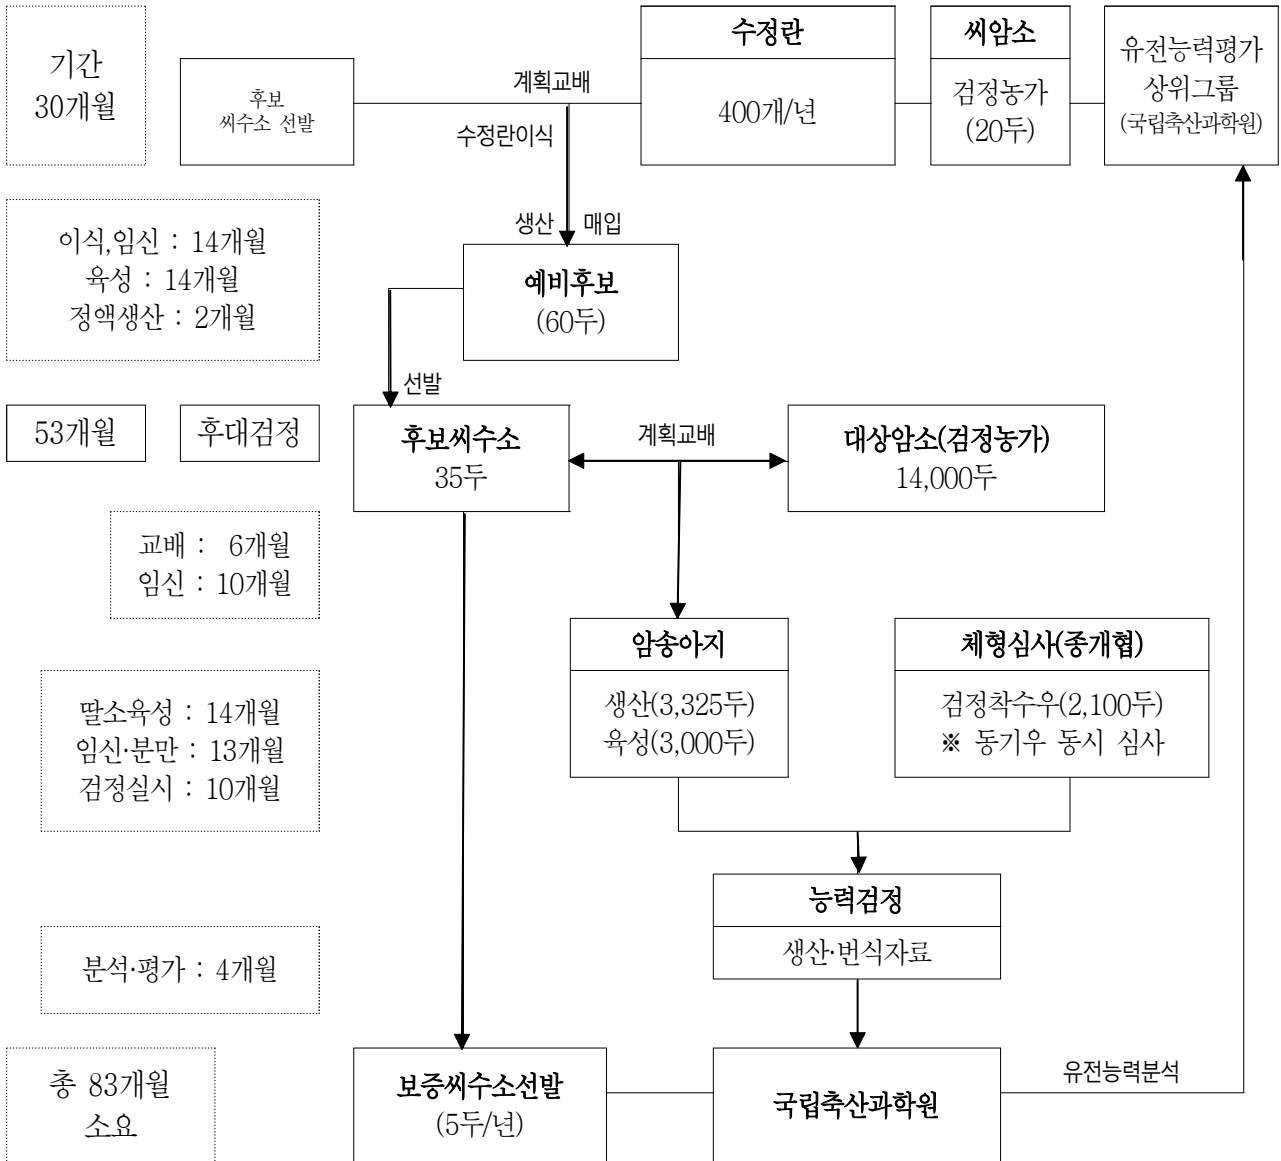 기간
30개월
후보
씨수소 선발
계획교배
수정란이식
수정란
400개/년
씨암소
검정농가
(20두)
유전능력평가
상위그룹
(국립축산과학원)
이식,임신 : 14개월
육성 : 14개월
정액생산 : 2개월
생산 매입
예비후보
(60두)
선발
53개월
후대검정
후보씨수소
35두
계획교배
대상암소(검정농가)
14,000두
교배 : 6개월
임신 : 10개월
암송아지
생산(3,325두)
육성(3,000두)
체형심사(종개협)
검정착수우(2,100두)
※ 동기우 동시 심사
딸소육성 : 14개월
임신·분만 : 13개월
검정실시 : 10개월
능력검정
생산·번식자료
분석·평가 : 4개월
총 83개월
소요
보증씨수소선발
(5두/년)
국립축산과학원
유전능력분석